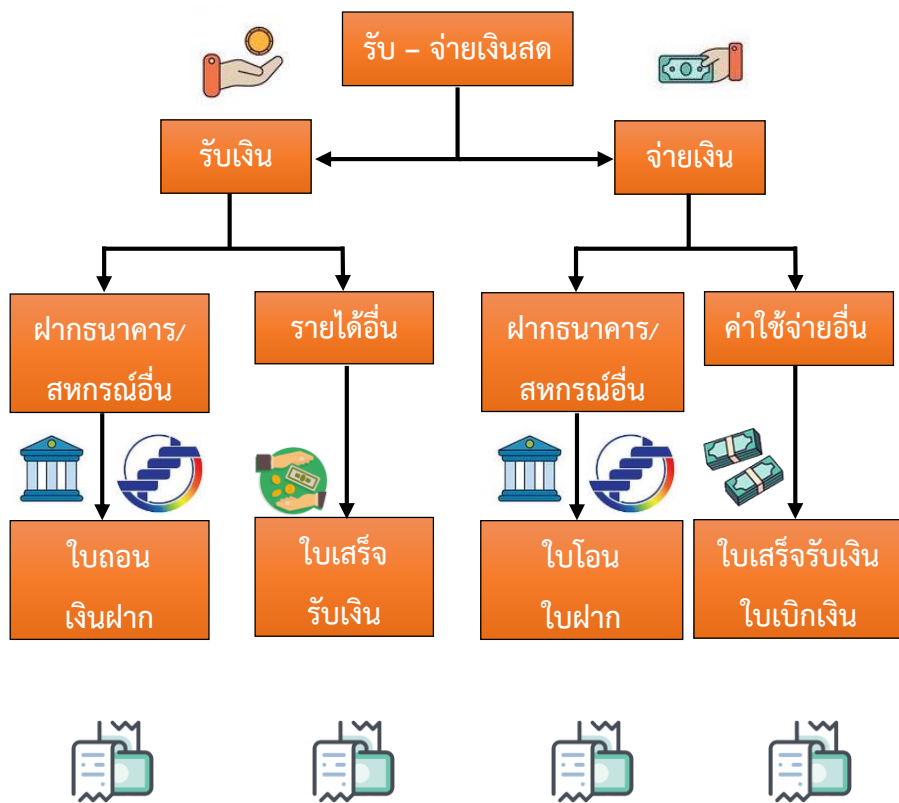 รับ – จ่ายเงินสด
รับเงิน
จ่ายเงิน
ฝากธนาคาร/
สหกรณ์อื่น
รายได้อื่น
ฝากธนาคาร/
สหกรณ์อื่น
ค่าใช้จ่ายอื่น
ใบถอน
เงินฝาก
ใบเสร็จ
รับเงิน
ใบโอน
ใบฝาก
ใบเสร็จรับเงิน
ใบเบิกเงิน